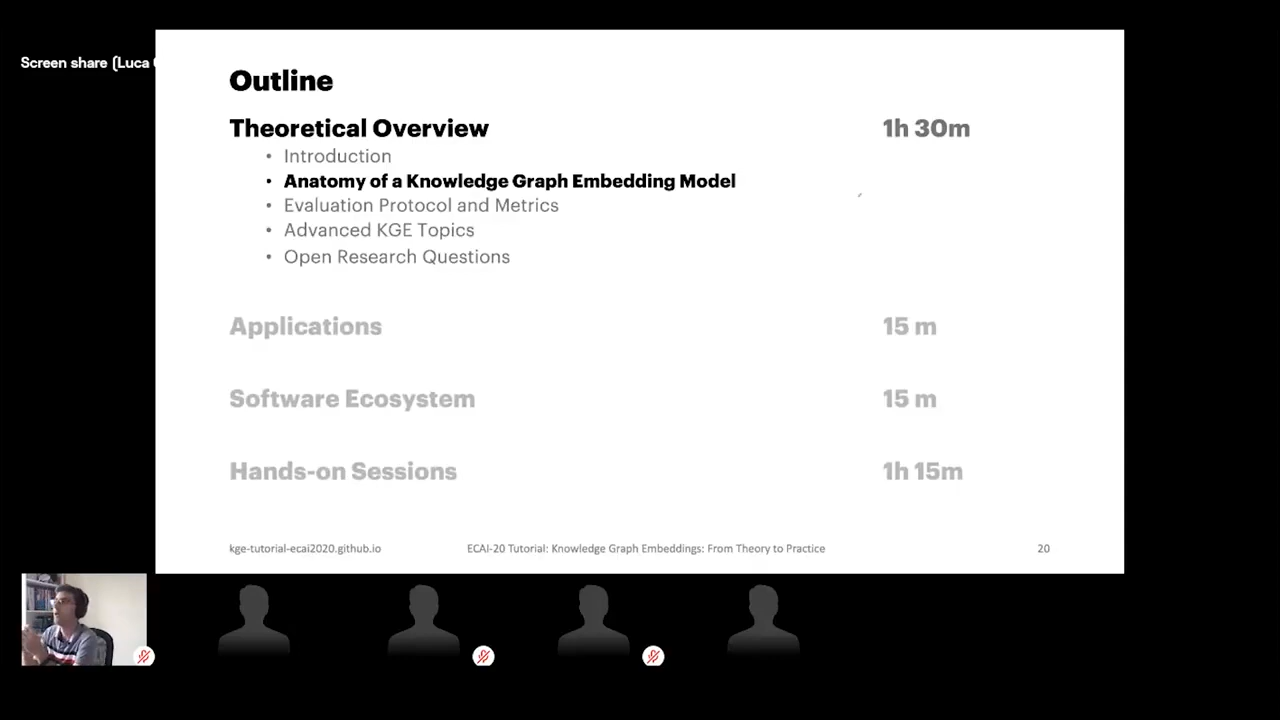 Screen share (Luca
Outline
Theoretical Overview 1h 30m
• Introduction
• Anatomy of a Knowledge Graph Embedding Model
• Evaluation Protocol and Metrics
• Advanced KGE Topics
• Open Research Questions
Applications 15 m
Software Ecosystem 15 m
Hands-on Sessions 1h 15m
kge-tutorial-ecai2020.github.io ECAI-20 Tutorial: Knowledge Graph Embeddings: From Theory to Practice 20